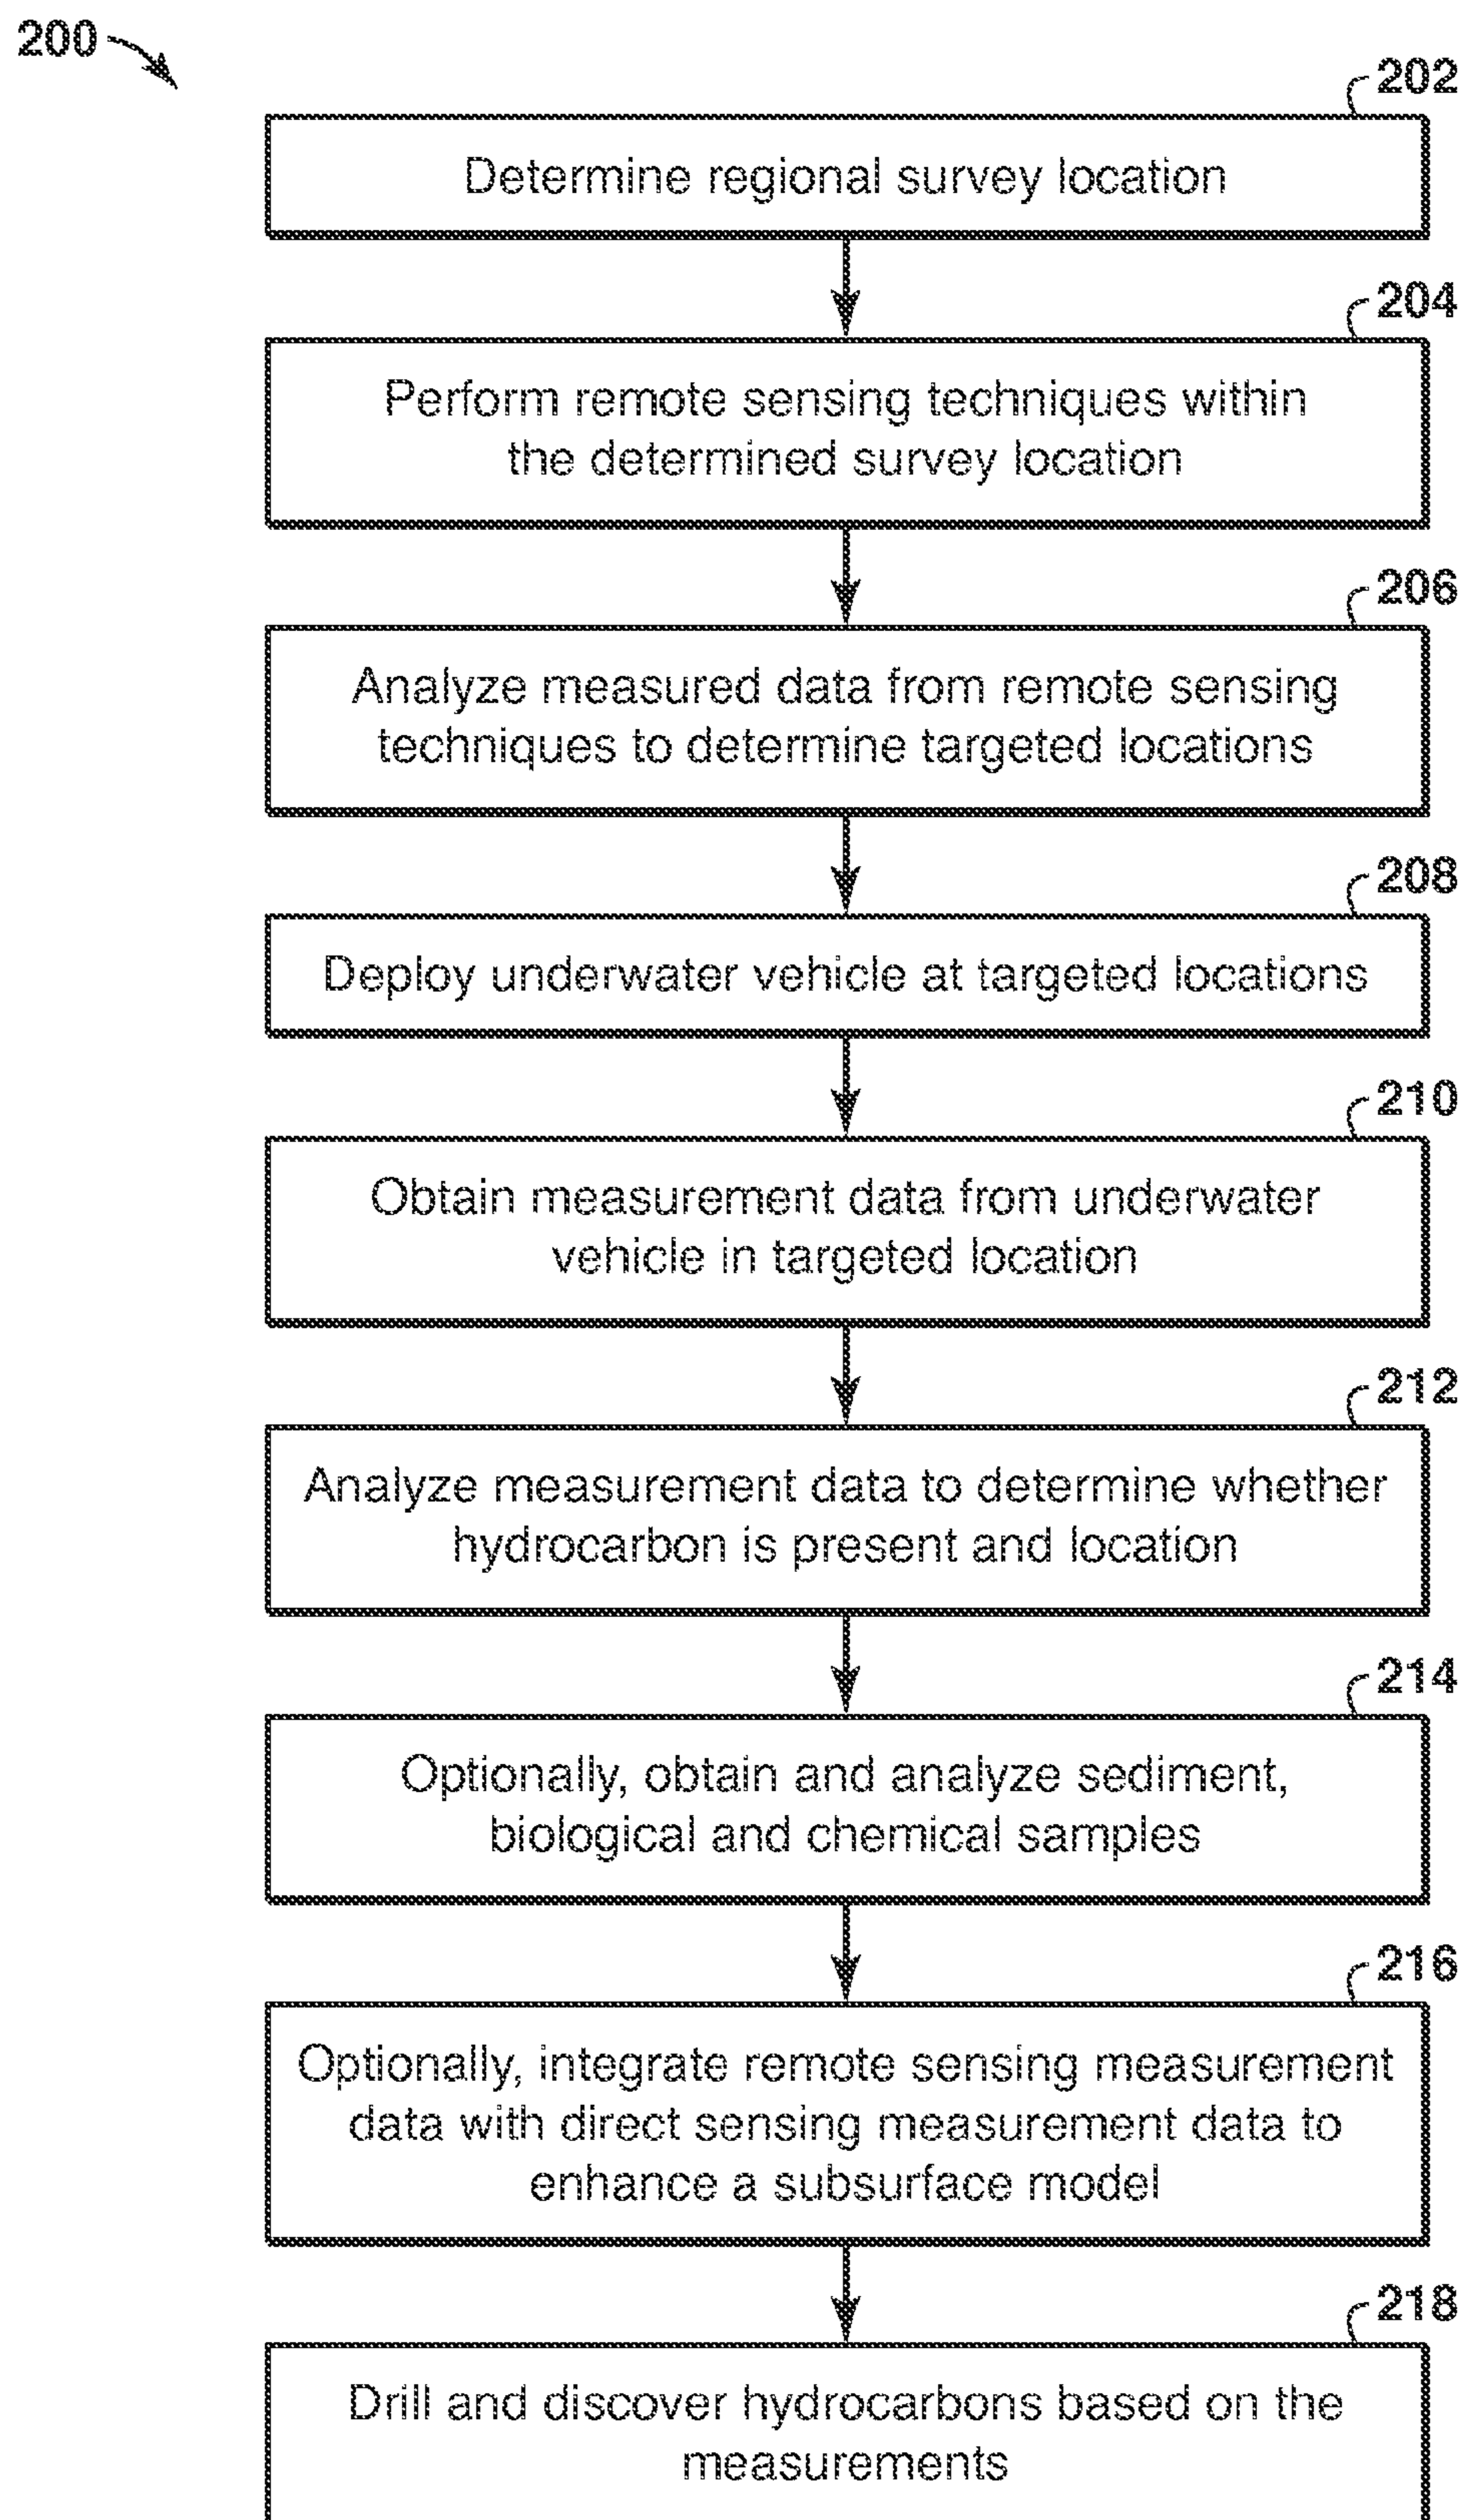 200
202
Determine regional survey location
204
Perform remote sensing techniques within
the determined survey location
206
Analyze measured data from remote sensing
techniques to determine targeted locations
208
Deploy underwater vehicle at targeted locations
210
Obtain measurement data from underwater
vehicle in targeted location
212
Analyze measurement data to determine whether
hydrocarbon is present and location
214
Optionally, obtain and analyze sediment,
biological and chemical samples
216
Optionally, integrate remote sensing measurement
data with direct sensing measurement data to
enhance a subsurface model
218
Drill and discover hydrocarbons based on the
measurements